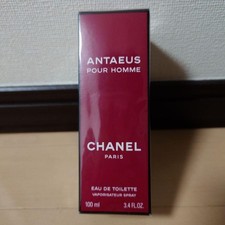 ANTAEUS
POUR HOMME
CHANEL
PARIS
EAU DE TOILETTE
VAPORISATEUR SPRAY
100 ml 3.4 FL.OZ.